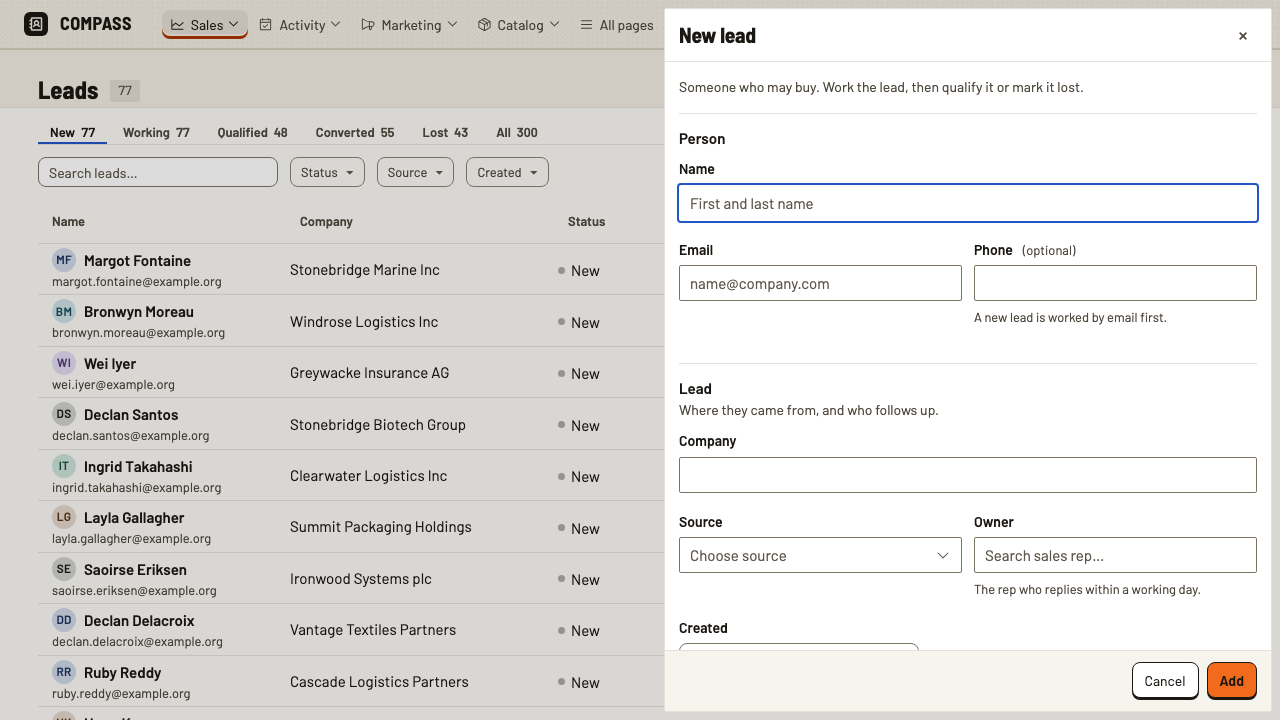 COMPASS Sales Activity Marketing Catalog All pages
Leads 77
New 77 Working 77 Qualified 48 Converted 55 Lost 43 All 300
Search leads... Status Source Created
Name Company Status
MF Margot Fontaine
margot.fontaine@example.org
Stonebridge Marine Inc New
BM Bronwyn Moreau
bronwyn.moreau@example.org
Windrose Logistics Inc New
WI Wei Iyer
wei.iyer@example.org
Greywacke Insurance AG New
DS Declan Santos
declan.santos@example.org
Stonebridge Biotech Group New
IT Ingrid Takahashi
ingrid.takahashi@example.org
Clearwater Logistics Inc New
LG Layla Gallagher
layla.gallagher@example.org
Summit Packaging Holdings New
SE Saoirse Eriksen
saoirse.eriksen@example.org
Ironwood Systems plc New
DD Declan Delacroix
declan.delacroix@example.org
Vantage Textiles Partners New
RR Ruby Reddy
ruby.reddy@example.org
Cascade Logistics Partners New
New lead ×
Someone who may buy. Work the lead, then qualify it or mark it lost.
Person
Name
First and last name
Email Phone (optional)
name@company.com
A new lead is worked by email first.
Lead
Where they came from, and who follows up.
Company
Source Owner
Choose source Search sales rep...
The rep who replies within a working day.
Created
Cancel Add